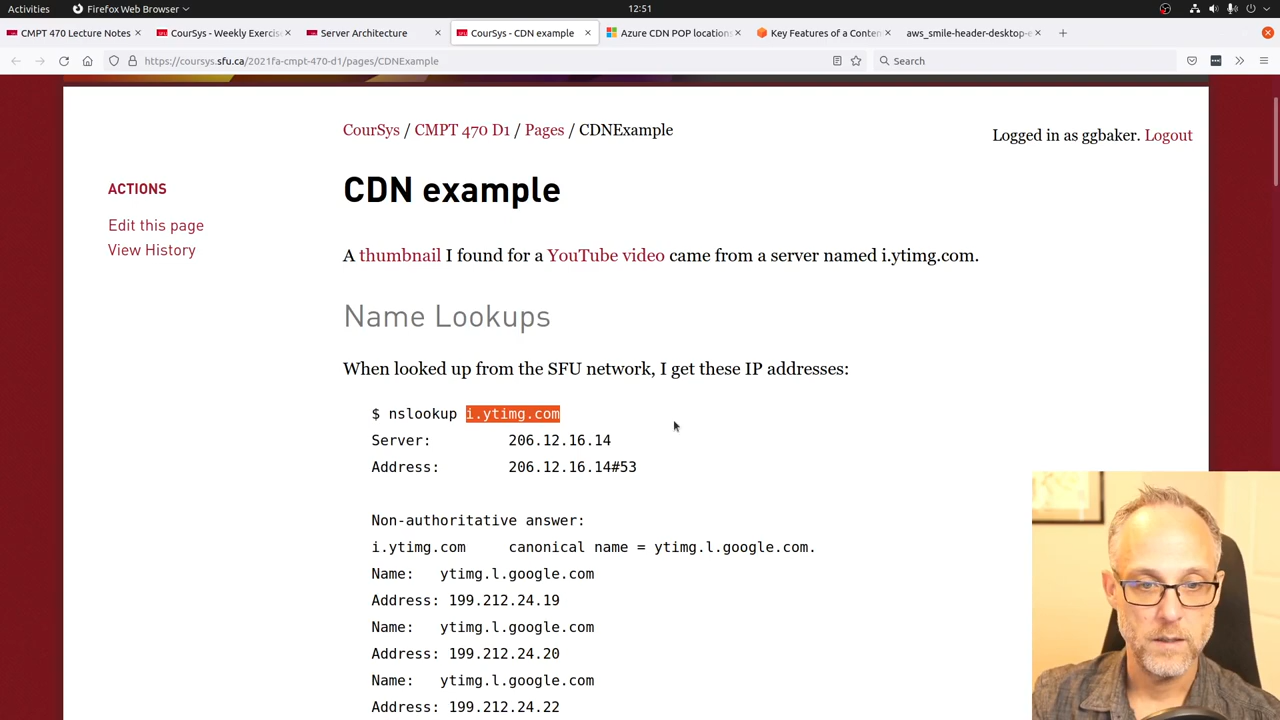 Activities
Firefox Web Browser
12:51
CMPT 470 Lecture Notes
CourSys - Weekly Exercise
Server Architecture
CourSys - CDN example
Azure CDN POP locations
Key Features of a Conten
aws_smile-header-desktop-e
https://coursys.sfu.ca/2021fa-cmpt-470-d1/pages/CDNExample
Search
CourSys / CMPT 470 D1 / Pages / CDNExample
Logged in as ggbaker. Logout
ACTIONS
Edit this page
View History
CDN example
A thumbnail I found for a YouTube video came from a server named i.ytimg.com.
Name Lookups
When looked up from the SFU network, I get these IP addresses:
$ nslookup i.ytimg.com
Server: 206.12.16.14
Address: 206.12.16.14#53
Non-authoritative answer:
i.ytimg.com canonical name = ytimg.l.google.com.
Name: ytimg.l.google.com
Address: 199.212.24.19
Name: ytimg.l.google.com
Address: 199.212.24.20
Name: ytimg.l.google.com
Address: 199.212.24.22